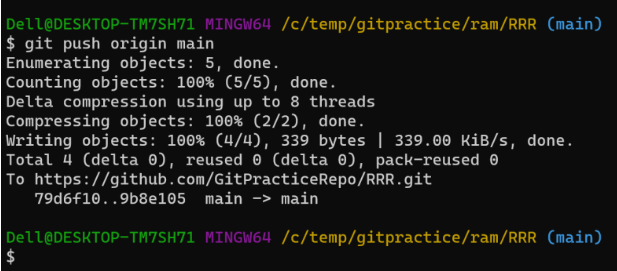 Dell@DESKTOP-TM7SH71 MINGW64 /c/temp/gitpractice/ram/RRR (main)
$ git push origin main
Enumerating objects: 5, done.
Counting objects: 100% (5/5), done.
Delta compression using up to 8 threads
Compressing objects: 100% (2/2), done.
Writing objects: 100% (4/4), 339 bytes | 339.00 KiB/s, done.
Total 4 (delta 0), reused 0 (delta 0), pack-reused 0
To https://github.com/GitPracticeRepo/RRR.git
   79d6f10..9b8e105  main -> main
Dell@DESKTOP-TM7SH71 MINGW64 /c/temp/gitpractice/ram/RRR (main)
$